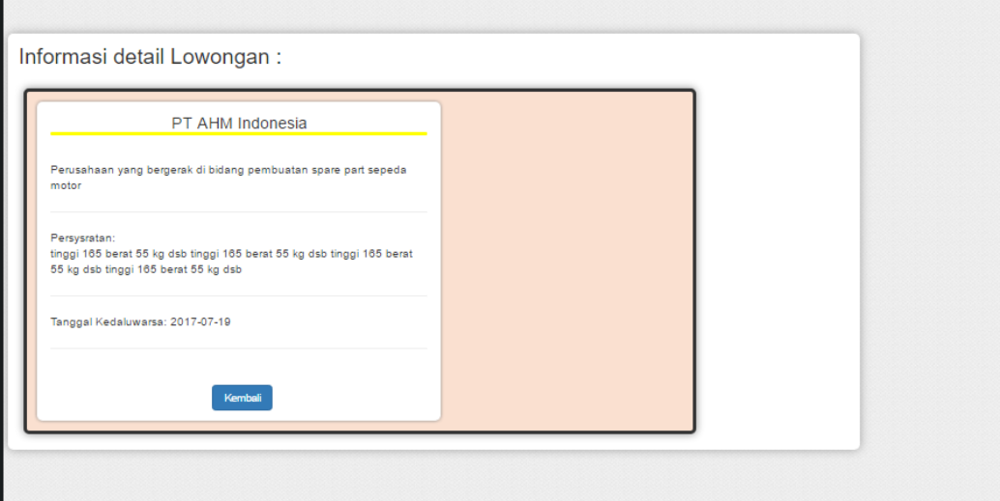 Informasi detail Lowongan :
PT AHM Indonesia
Perusahaan yang bergerak di bidang pembuatan spare part sepeda
motor
Persysratan:
tinggi 165 berat 55 kg dsb tinggi 165 berat 55 kg dsb tinggi 165 berat
55 kg dsb tinggi 165 berat 55 kg dsb
Tanggal Kedaluwarsa: 2017-07-19
Kembali